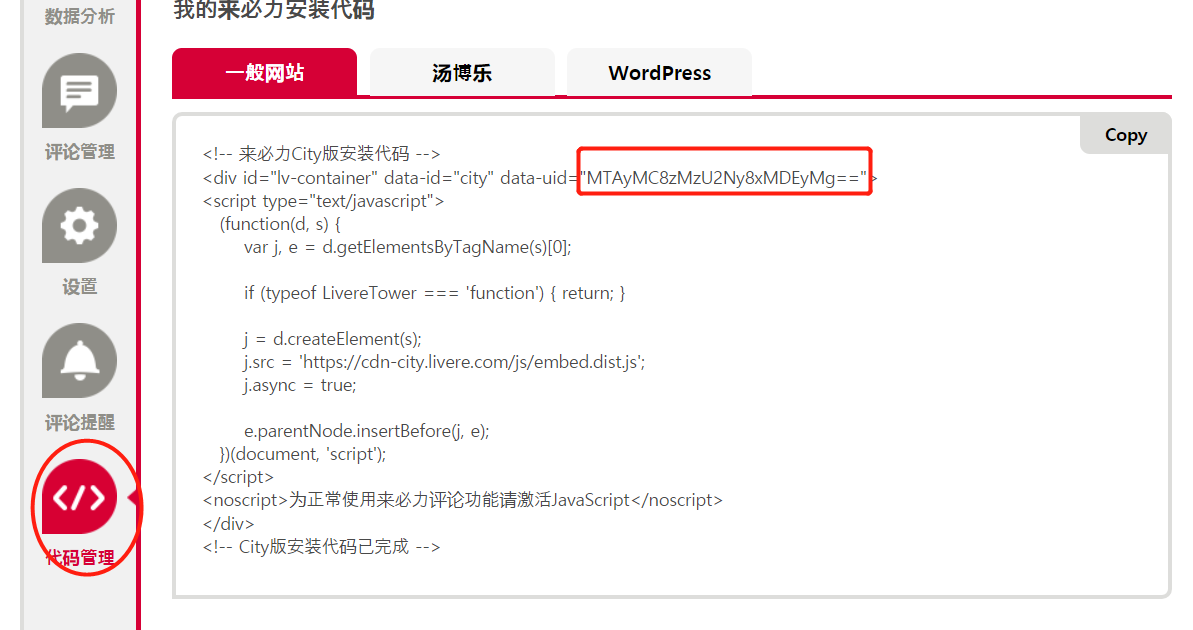 数据分析
评论管理
设置
评论提醒
代码管理
我的来必力安装代码
一般网站
汤博乐
WordPress
Copy
<!-- 来必力City版安装代码 -->
<div id="lv-container" data-id="city" data-uid="MTAyMC8zMzU2Ny8xMDEyMg==">
<script type="text/javascript">
(function(d, s) {
var j, e = d.getElementsByTagName(s)[0];
if (typeof LivereTower === 'function') { return; }
j = d.createElement(s);
j.src = 'https://cdn-city.livere.com/js/embed.dist.js';
j.async = true;
e.parentNode.insertBefore(j, e);
})(document, 'script');
</script>
<noscript>为正常使用来必力评论功能请激活JavaScript</noscript>
</div>
<!-- City版安装代码已完成 -->